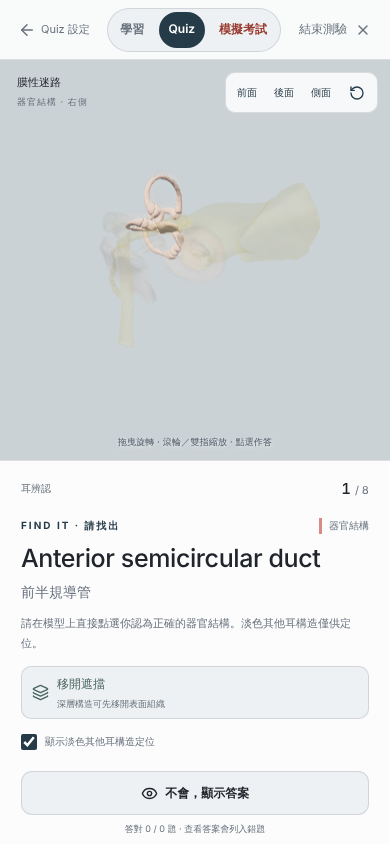 Quiz 設定
學習
Quiz
模擬考試
結束測驗
膜性迷路
器官結構 · 右側
前面
後面
側面
拖曳旋轉 · 滾輪／雙指縮放 · 點選作答
耳辨認
1 / 8
FIND IT · 請找出
器官結構
Anterior semicircular duct
前半規導管
請在模型上直接點選你認為正確的器官結構。淡色其他耳構造僅供定
位。
移開遮擋
深層構造可先移開表面組織
顯示淡色其他耳構造定位
不會，顯示答案
答對 0 / 0 題 · 查看答案會列入錯題